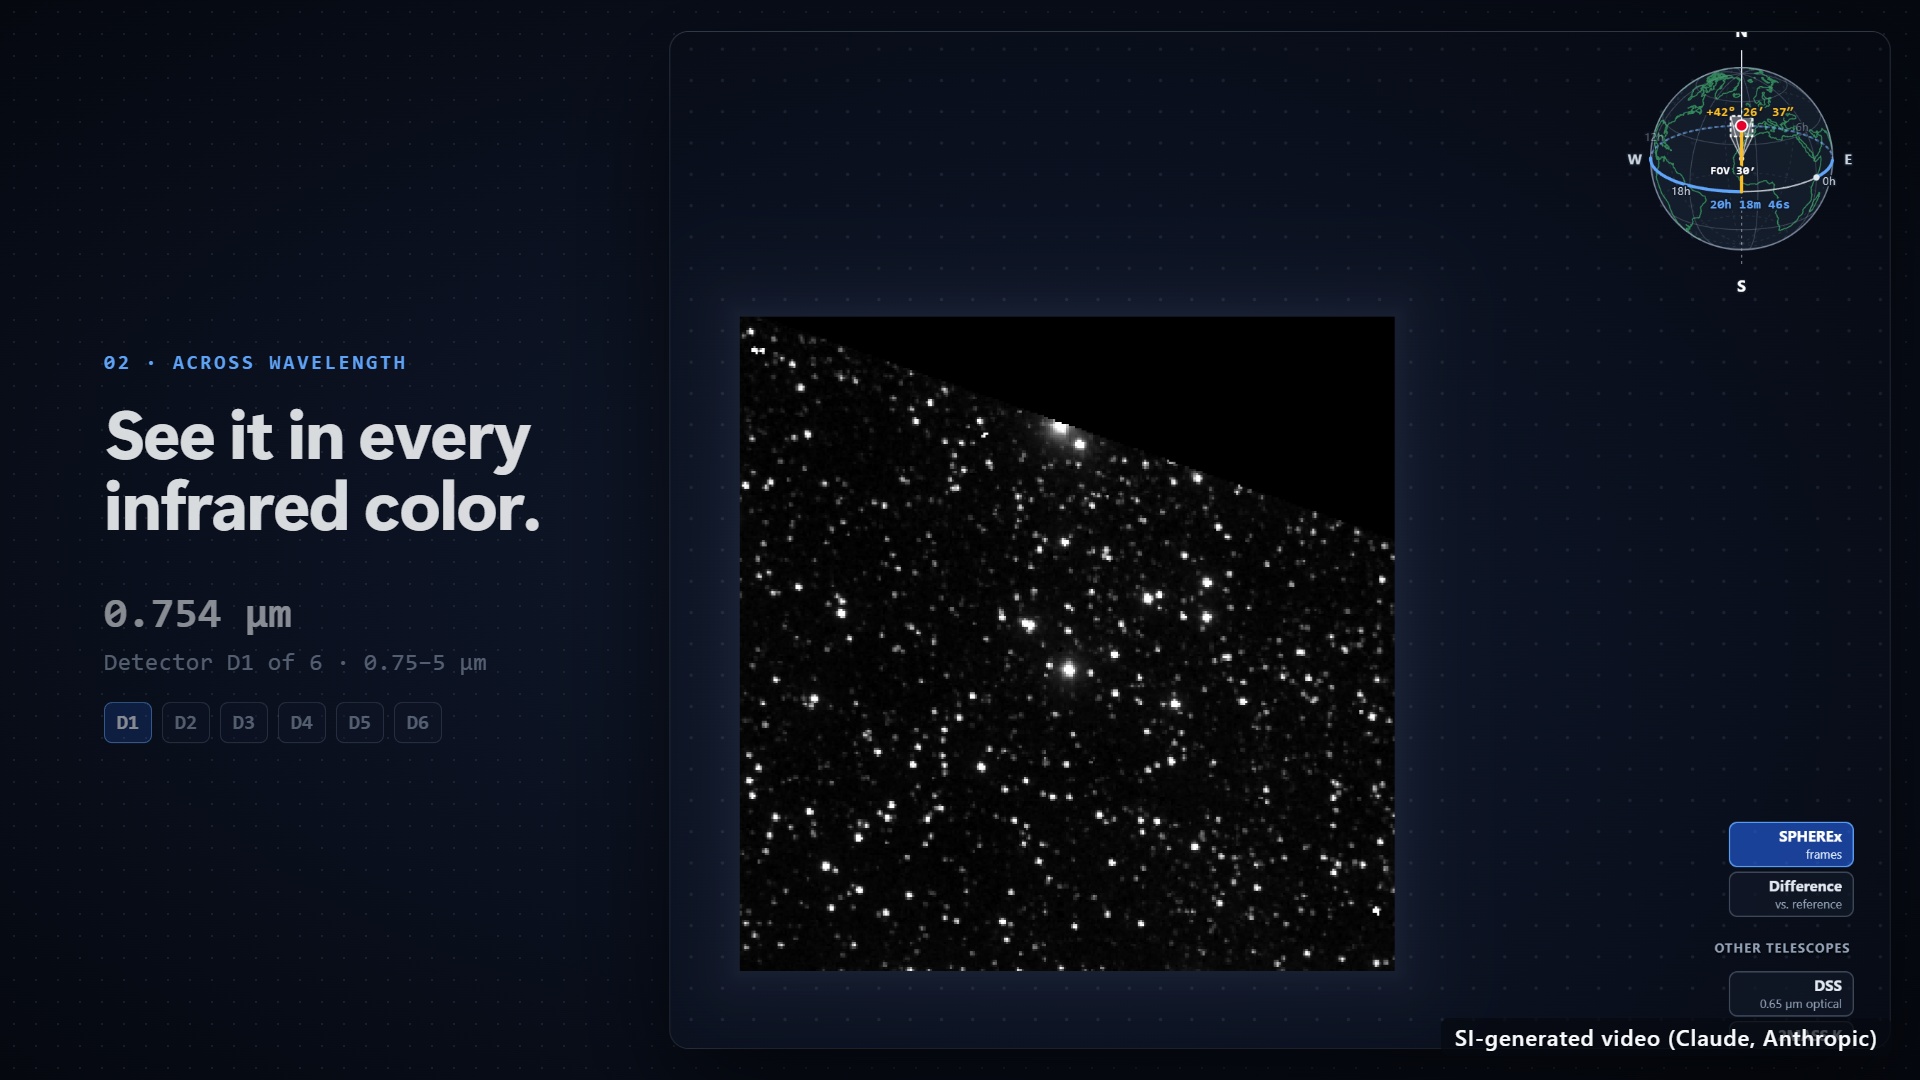 02 · ACROSS WAVELENGTH
See it in every
infrared color.
0.754 µm
Detector D1 of 6 · 0.75–5 µm
D1 D2 D3 D4 D5 D6
N
+42° 26′ 37″
12h
6h
W
E
FOV 30′
0h
18h
20h 18m 46s
S
SPHEREx
frames
Difference
vs. reference
OTHER TELESCOPES
DSS
0.65 µm optical
SI-generated video (Claude, Anthropic)